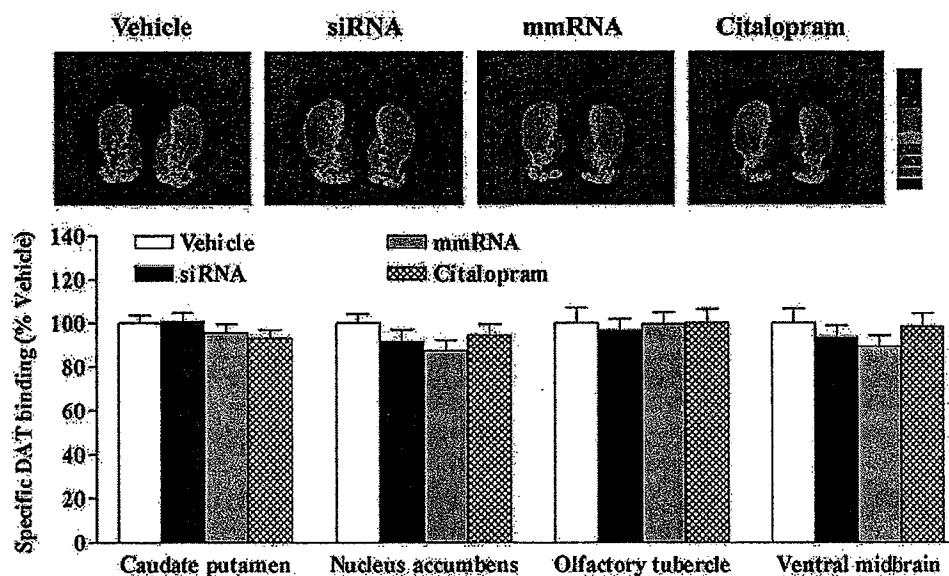 Vehicle siRNA mmRNA Citalopram
Specific DAT binding (% Vehicle)
140
120
100
80
60
40
20
0
Vehicle mmRNA
siRNA Citalopram
Caudate putamen Nucleus accumbens Olfactory tubercle Ventral midbrain